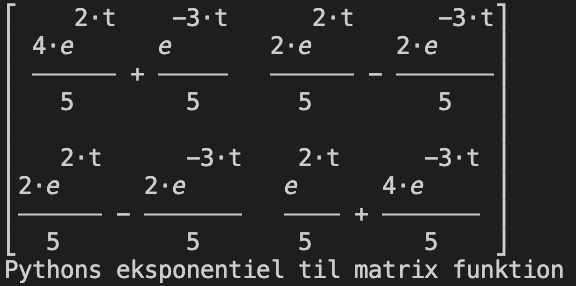 ⎡   2⋅t    -3⋅t       2⋅t      -3⋅t⎤
⎢4⋅ℯ      ℯ        2⋅ℯ      2⋅ℯ    ⎥
⎢────── + ─────    ────── - ───────⎥
⎢  5        5        5         5   ⎥
⎢   2⋅t      -3⋅t   2⋅t      -3⋅t  ⎥
⎢2⋅ℯ      2⋅ℯ      ℯ      4⋅ℯ      ⎥
⎢────── - ───────  ──── + ───────  ⎥
⎣  5         5      5        5     ⎦
Pythons eksponentiel til matrix funktion